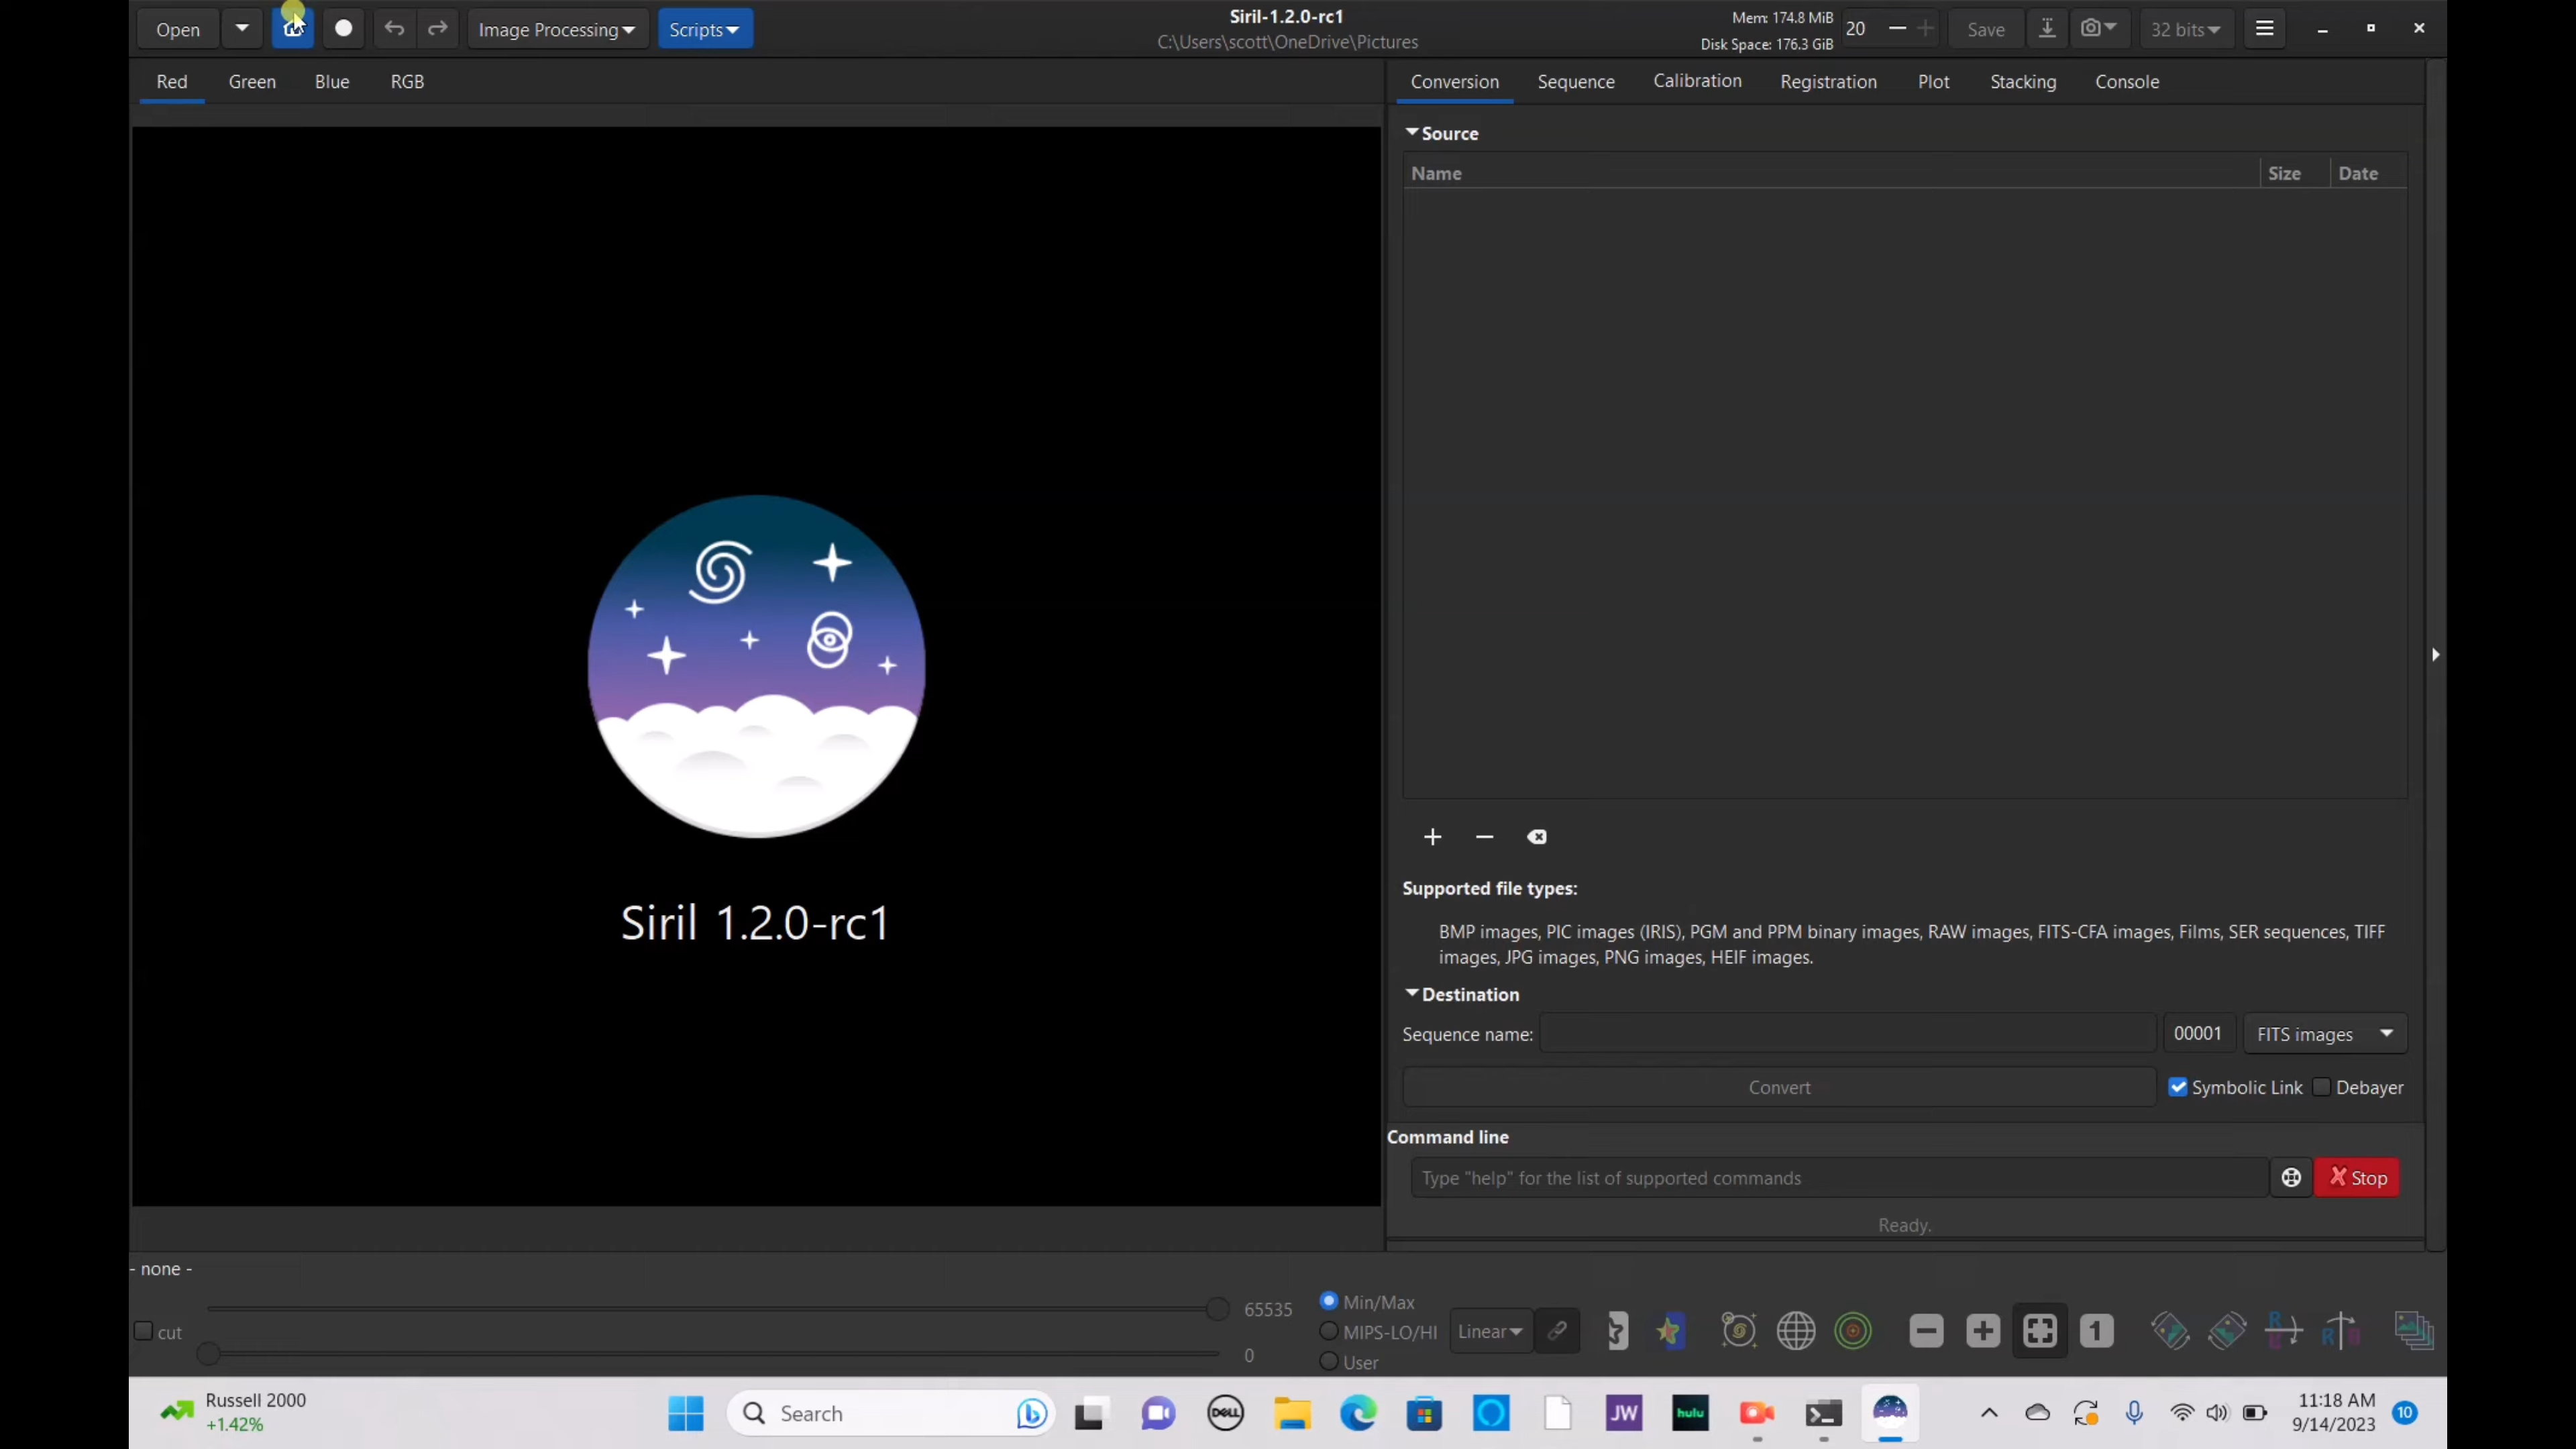 Open
Image Processing
Scripts
Siril-1.2.0-rc1
C:\Users\scott\OneDrive\Pictures
Mem: 174.8 MiB
Disk Space: 176.3 GiB
20
Save
32 bits
Red
Green
Blue
RGB
Conversion
Sequence
Calibration
Registration
Plot
Stacking
Console
Source
Name
Size
Date
Siril 1.2.0-rc1
Supported file types:
BMP images, PIC images (IRIS), PGM and PPM binary images, RAW images, FITS-CFA images, Films, SER sequences, TIFF
images, JPG images, PNG images, HEIF images.
Destination
Sequence name:
00001
FITS images
Convert
Symbolic Link
Debayer
Command line
Type "help" for the list of supported commands
Stop
Ready.
- none -
cut
65535
0
Min/Max
MIPS-LO/HI
User
Linear
1
Russell 2000
+1.42%
Search
DELL
JW
hulu
11:18 AM
9/14/2023
10